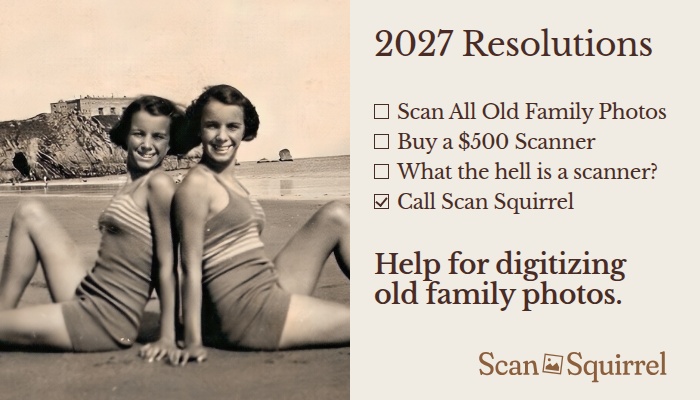 2027 Resolutions
Scan All Old Family Photos
Buy a $500 Scanner
What the hell is a scanner?
Call Scan Squirrel
Help for digitizing
old family photos.
Scan Squirrel